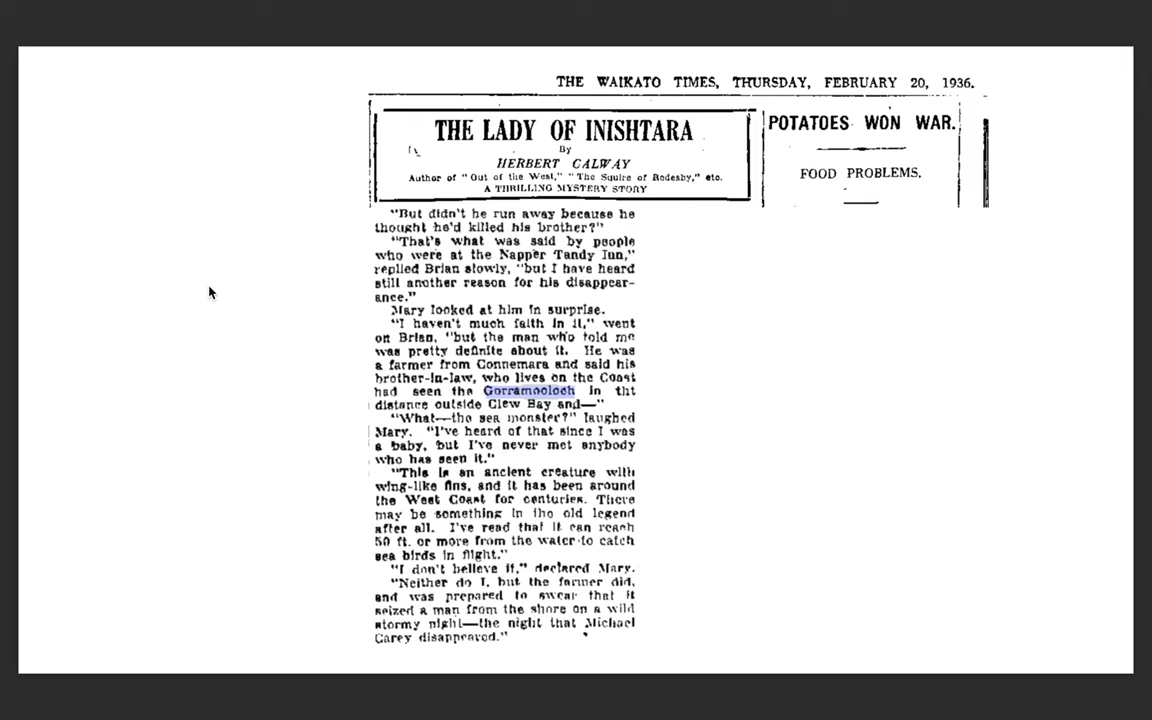 THE WAIKATO TIMES, THURSDAY, FEBRUARY 20, 1936.
THE LADY OF INISHTARA
By
HERBERT CALWAY
Author of "Out of the West," "The Squire of Redesby," etc.
A THRILLING MYSTERY STORY
POTATOES WON WAR.
FOOD PROBLEMS.
"But didn't he run away because he
thought he'd killed his brother?"
"That's what was said by people
who were at the Napper Tandy Inn,"
replied Brian slowly, "but I have heard
still another reason for his disappear-
ance."
Mary looked at him in surprise.
"I haven't much faith in it," went
on Brian, "but the man who told me
was pretty definite about it. He was
a farmer from Connemara and said his
brother-in-law, who lives on the Coast
had seen the Gorramooloch in tht
distance outside Clew Bay and—"
"What—the sea monster?" laughed
Mary. "I've heard of that since I was
a baby, but I've never met anybody
who has seen it."
"This is an ancient creature with
wing-like fins, and it has been around
the West Coast for centuries. There
may be something in the old legend
after all. I've read that it can reach
50 ft. or more from the water to catch
sea birds in flight."
"I don't believe it," declared Mary.
"Neither do I, but the farmer did,
and was prepared to swear that it
seized a man from the shore on a wild
stormy night—the night that Michael
Carey disappeared."